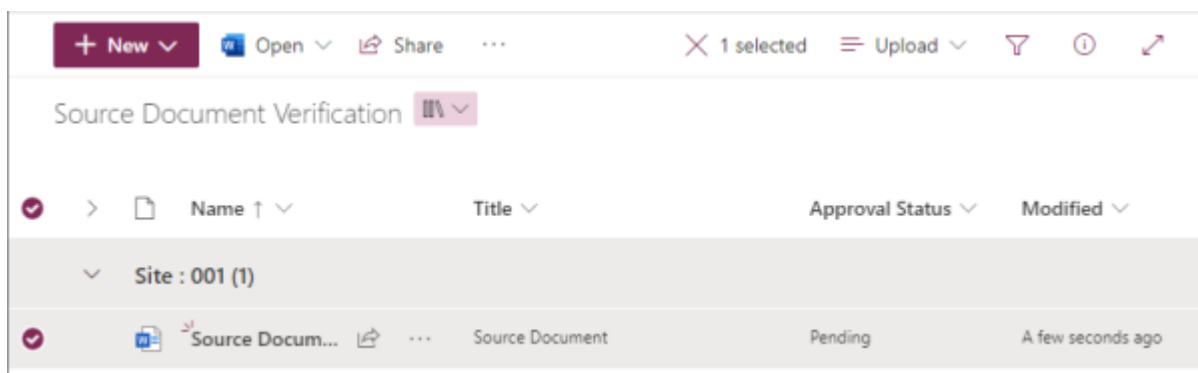 + New Open Share ... 1 selected Upload
Source Document Verification
Name ↑ Title Approval Status Modified
Site : 001 (1)
Source Docum... ... Source Document Pending A few seconds ago